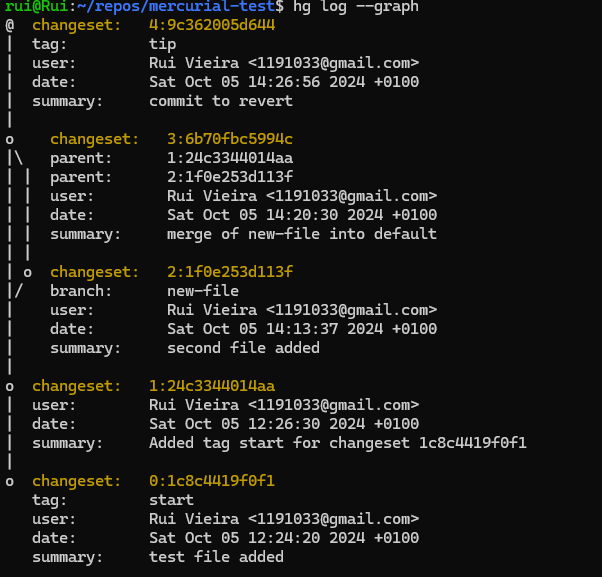 rui@Rui:~/repos/mercurial-test$ hg log --graph
@  changeset:   4:9c362005d644
|  tag:         tip
|  user:        Rui Vieira <1191033@gmail.com>
|  date:        Sat Oct 05 14:26:56 2024 +0100
|  summary:     commit to revert
|
o    changeset:   3:6b70fbc5994c
|\   parent:      1:24c3344014aa
| |  parent:      2:1f0e253d113f
| |  user:        Rui Vieira <1191033@gmail.com>
| |  date:        Sat Oct 05 14:20:30 2024 +0100
| |  summary:     merge of new-file into default
| |
| o  changeset:   2:1f0e253d113f
|/   branch:      new-file
|    user:        Rui Vieira <1191033@gmail.com>
|    date:        Sat Oct 05 14:13:37 2024 +0100
|    summary:     second file added
|
o  changeset:   1:24c3344014aa
|  user:        Rui Vieira <1191033@gmail.com>
|  date:        Sat Oct 05 12:26:30 2024 +0100
|  summary:     Added tag start for changeset 1c8c4419f0f1
|
o  changeset:   0:1c8c4419f0f1
   tag:         start
   user:        Rui Vieira <1191033@gmail.com>
   date:        Sat Oct 05 12:24:20 2024 +0100
   summary:     test file added